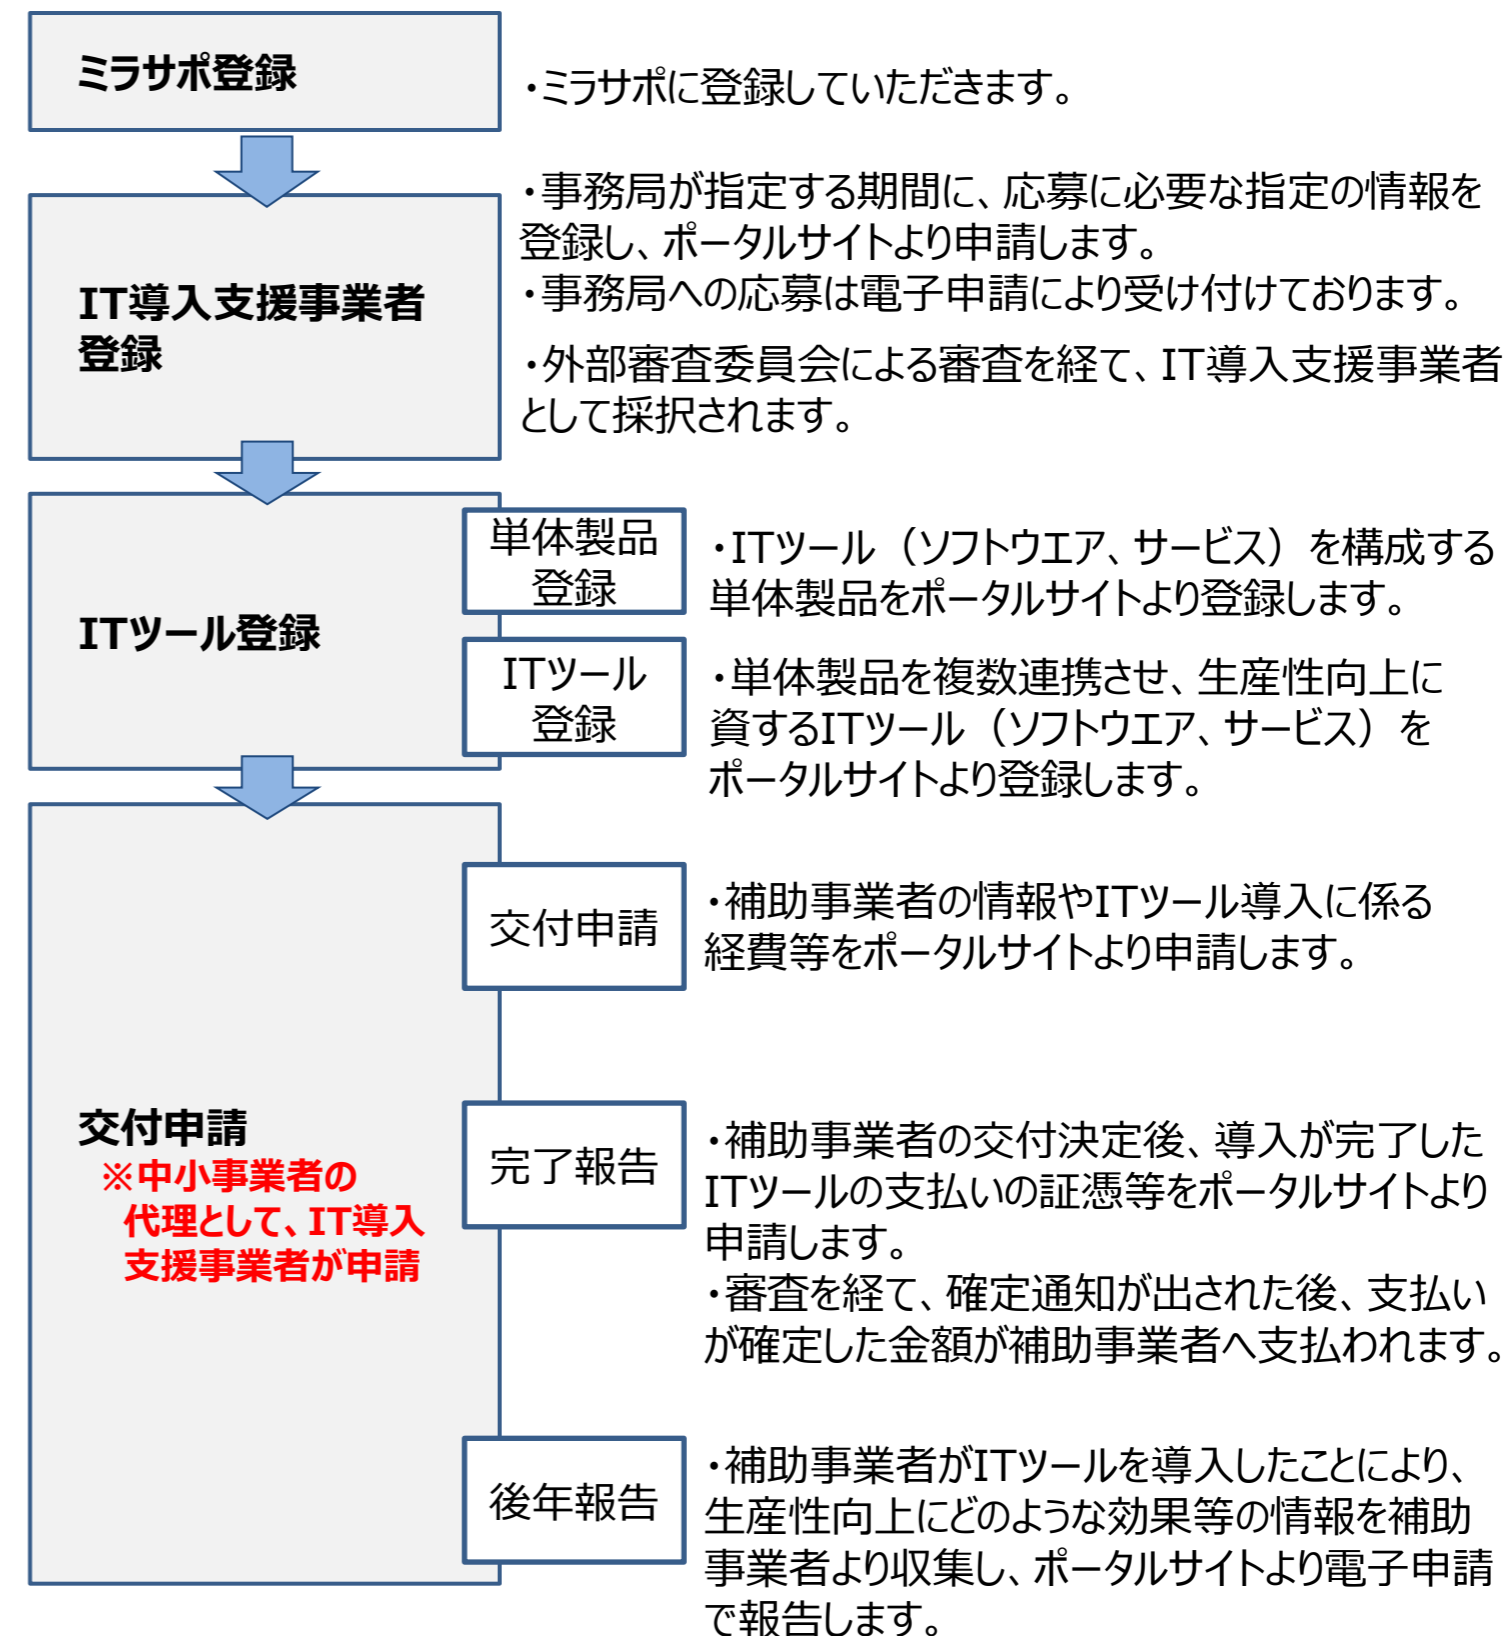 ミラサポ登録
・ミラサポに登録していただきます。
IT導入支援事業者
登録
・事務局が指定する期間に、応募に必要な指定の情報を
登録し、ポータルサイトより申請します。
・事務局への応募は電子申請により受け付けております。
・外部審査委員会による審査を経て、IT導入支援事業者
として採択されます。
ITツール登録
単体製品
登録
・ITツール（ソフトウエア、サービス）を構成する
単体製品をポータルサイトより登録します。
ITツール
登録
・単体製品を複数連携させ、生産性向上に
資するITツール（ソフトウエア、サービス）を
ポータルサイトより登録します。
交付申請
※中小事業者の
代理として、IT導入
支援事業者が申請
交付申請
・補助事業者の情報やITツール導入に係る
経費等をポータルサイトより申請します。
完了報告
・補助事業者の交付決定後、導入が完了した
ITツールの支払いの証憑等をポータルサイトより
申請します。
・審査を経て、確定通知が出された後、支払い
が確定した金額が補助事業者へ支払われます。
後年報告
・補助事業者がITツールを導入したことにより、
生産性向上にどのような効果等の情報を補助
事業者より収集し、ポータルサイトより電子申請
で報告します。